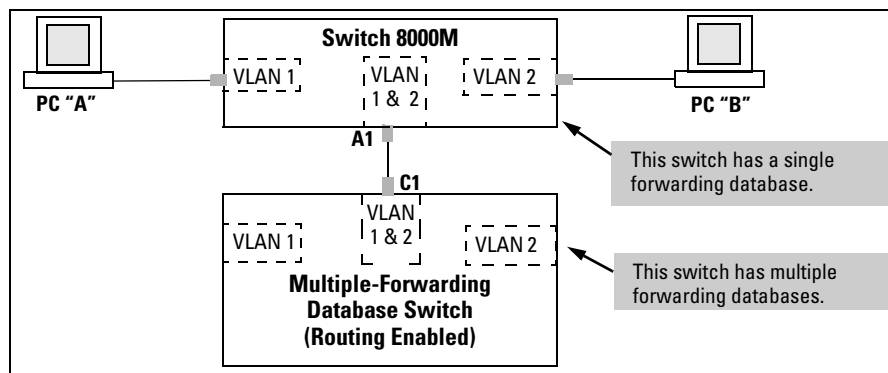 Switch 8000M
PC "A"
VLAN 1
VLAN
1 & 2
VLAN 2
PC "B"
A1
This switch has a single
forwarding database.
C1
VLAN 1
VLAN
1 & 2
VLAN 2
Multiple-Forwarding
Database Switch
(Routing Enabled)
This switch has multiple
forwarding databases.